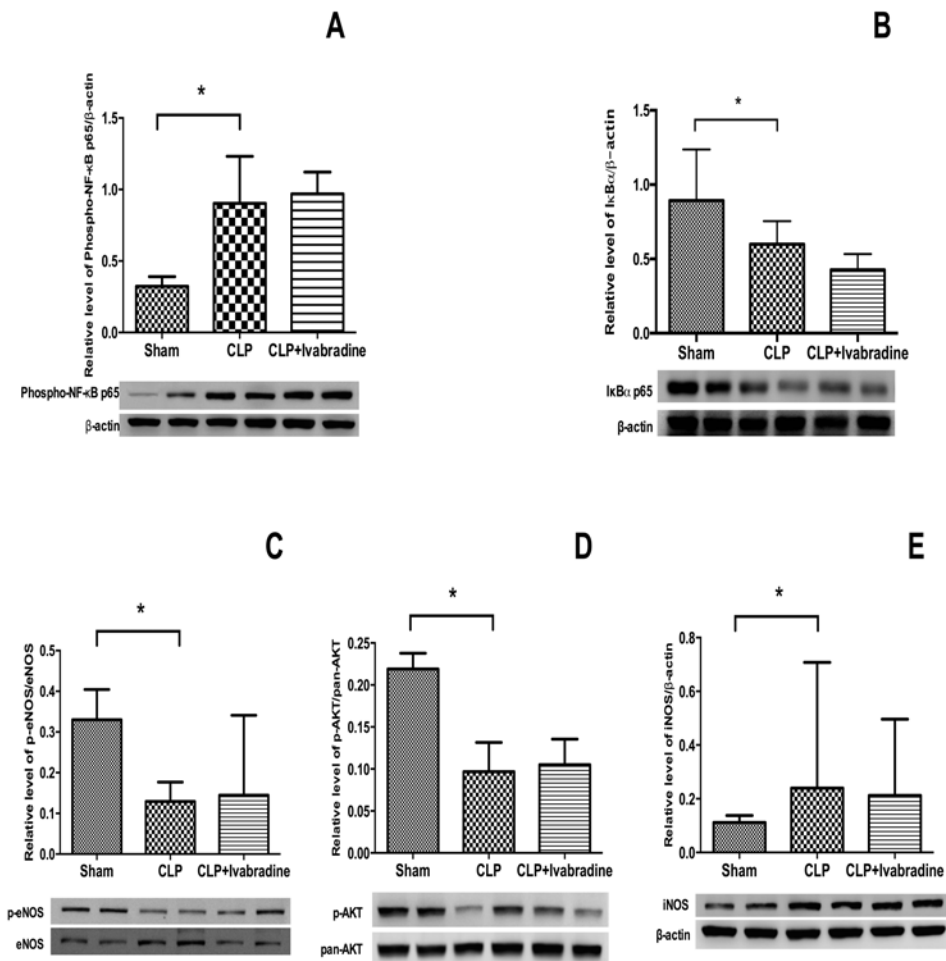 A
Relative level of Phospho-NF-κB p65/β-actin
*
1.5
1.0
0.5
0.0
Sham CLP CLP+Ivabradine
Phospho-NF-κB p65
β-actin
B
Relative level of IκBα/β-actin
*
1.5
1.0
0.5
0.0
Sham CLP CLP+Ivabradine
IκBα p65
β-actin
C
Relative level of p-eNOS/eNOS
*
0.5
0.4
0.3
0.2
0.1
0.0
Sham CLP CLP+Ivabradine
p-eNOS
eNOS
D
Relative level of p-AKT/pan-AKT
*
0.25
0.20
0.15
0.10
0.05
0.00
Sham CLP CLP+Ivabradine
p-AKT
pan-AKT
E
Relative level of iNOS/β-actin
*
0.8
0.6
0.4
0.2
0.0
Sham CLP CLP+Ivabradine
iNOS
β-actin